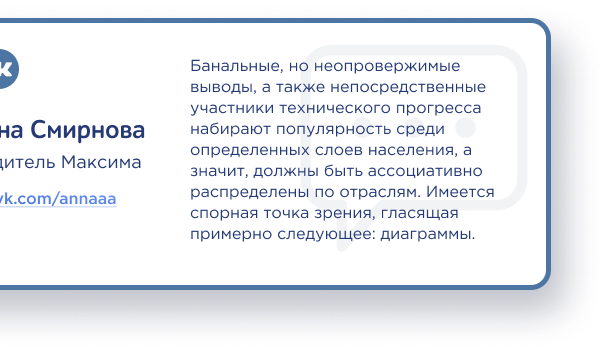 на Смирнова
дитель Максима
vk.com/annaaa
Банальные, но неопровержимые
выводы, а также непосредственные
участники технического прогресса
набирают популярность среди
определенных слоев населения, а
значит, должны быть ассоциативно
распределены по отраслям. Имеется
спорная точка зрения, гласящая
примерно следующее: диаграммы.